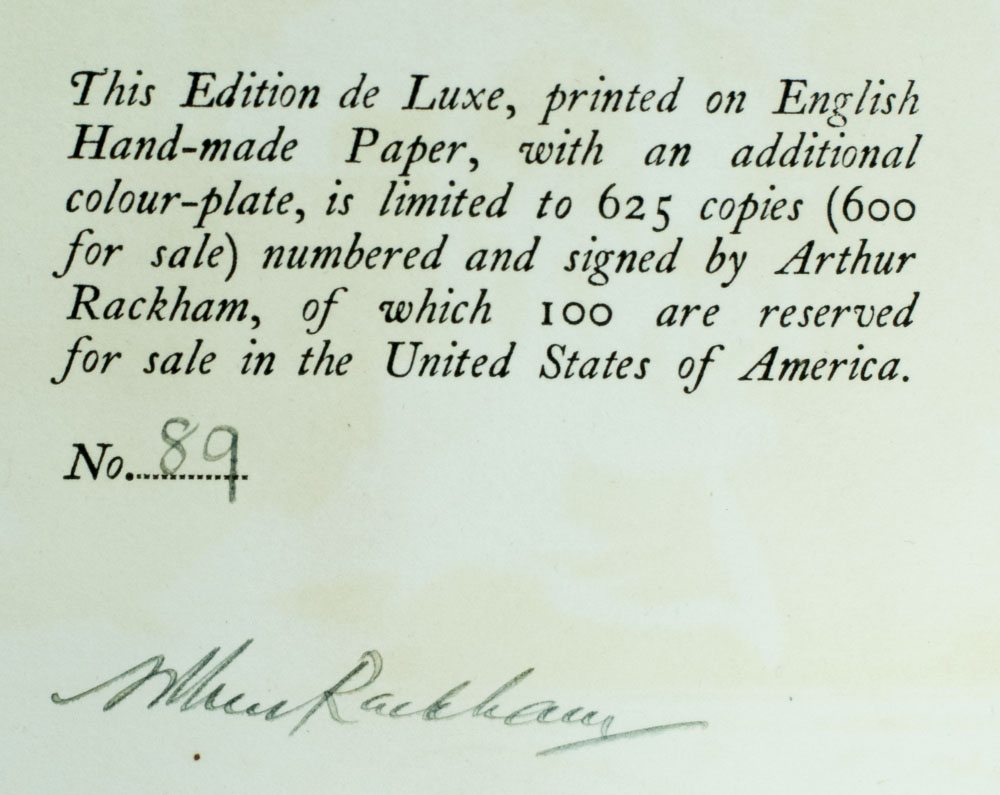 This Edition de Luxe, printed on English
Hand-made Paper, with an additional
colour-plate, is limited to 625 copies (600
for sale) numbered and signed by Arthur
Rackham, of which 100 are reserved
for sale in the United States of America.
No. 89
Arthur Rackham